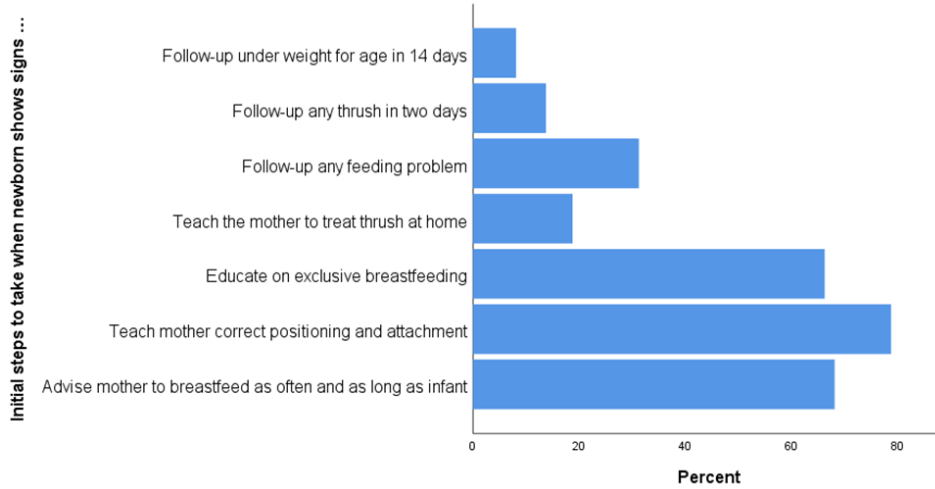 Initial steps to take when newborn shows signs ...
Follow-up under weight for age in 14 days
Follow-up any thrush in two days
Follow-up any feeding problem
Teach the mother to treat thrush at home
Educate on exclusive breastfeeding
Teach mother correct positioning and attachment
Advise mother to breastfeed as often and as long as infant
0 20 40 60 80
Percent